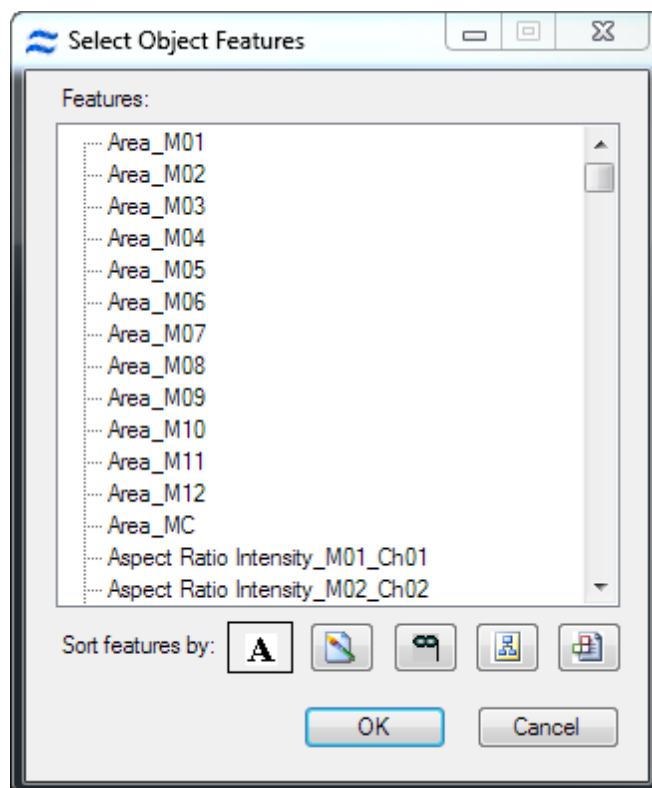 Select Object Features
Features:
Area_M01
Area_M02
Area_M03
Area_M04
Area_M05
Area_M06
Area_M07
Area_M08
Area_M09
Area_M10
Area_M11
Area_M12
Area_MC
Aspect Ratio Intensity_M01_Ch01
Aspect Ratio Intensity_M02_Ch02
Sort features by: A
OK Cancel